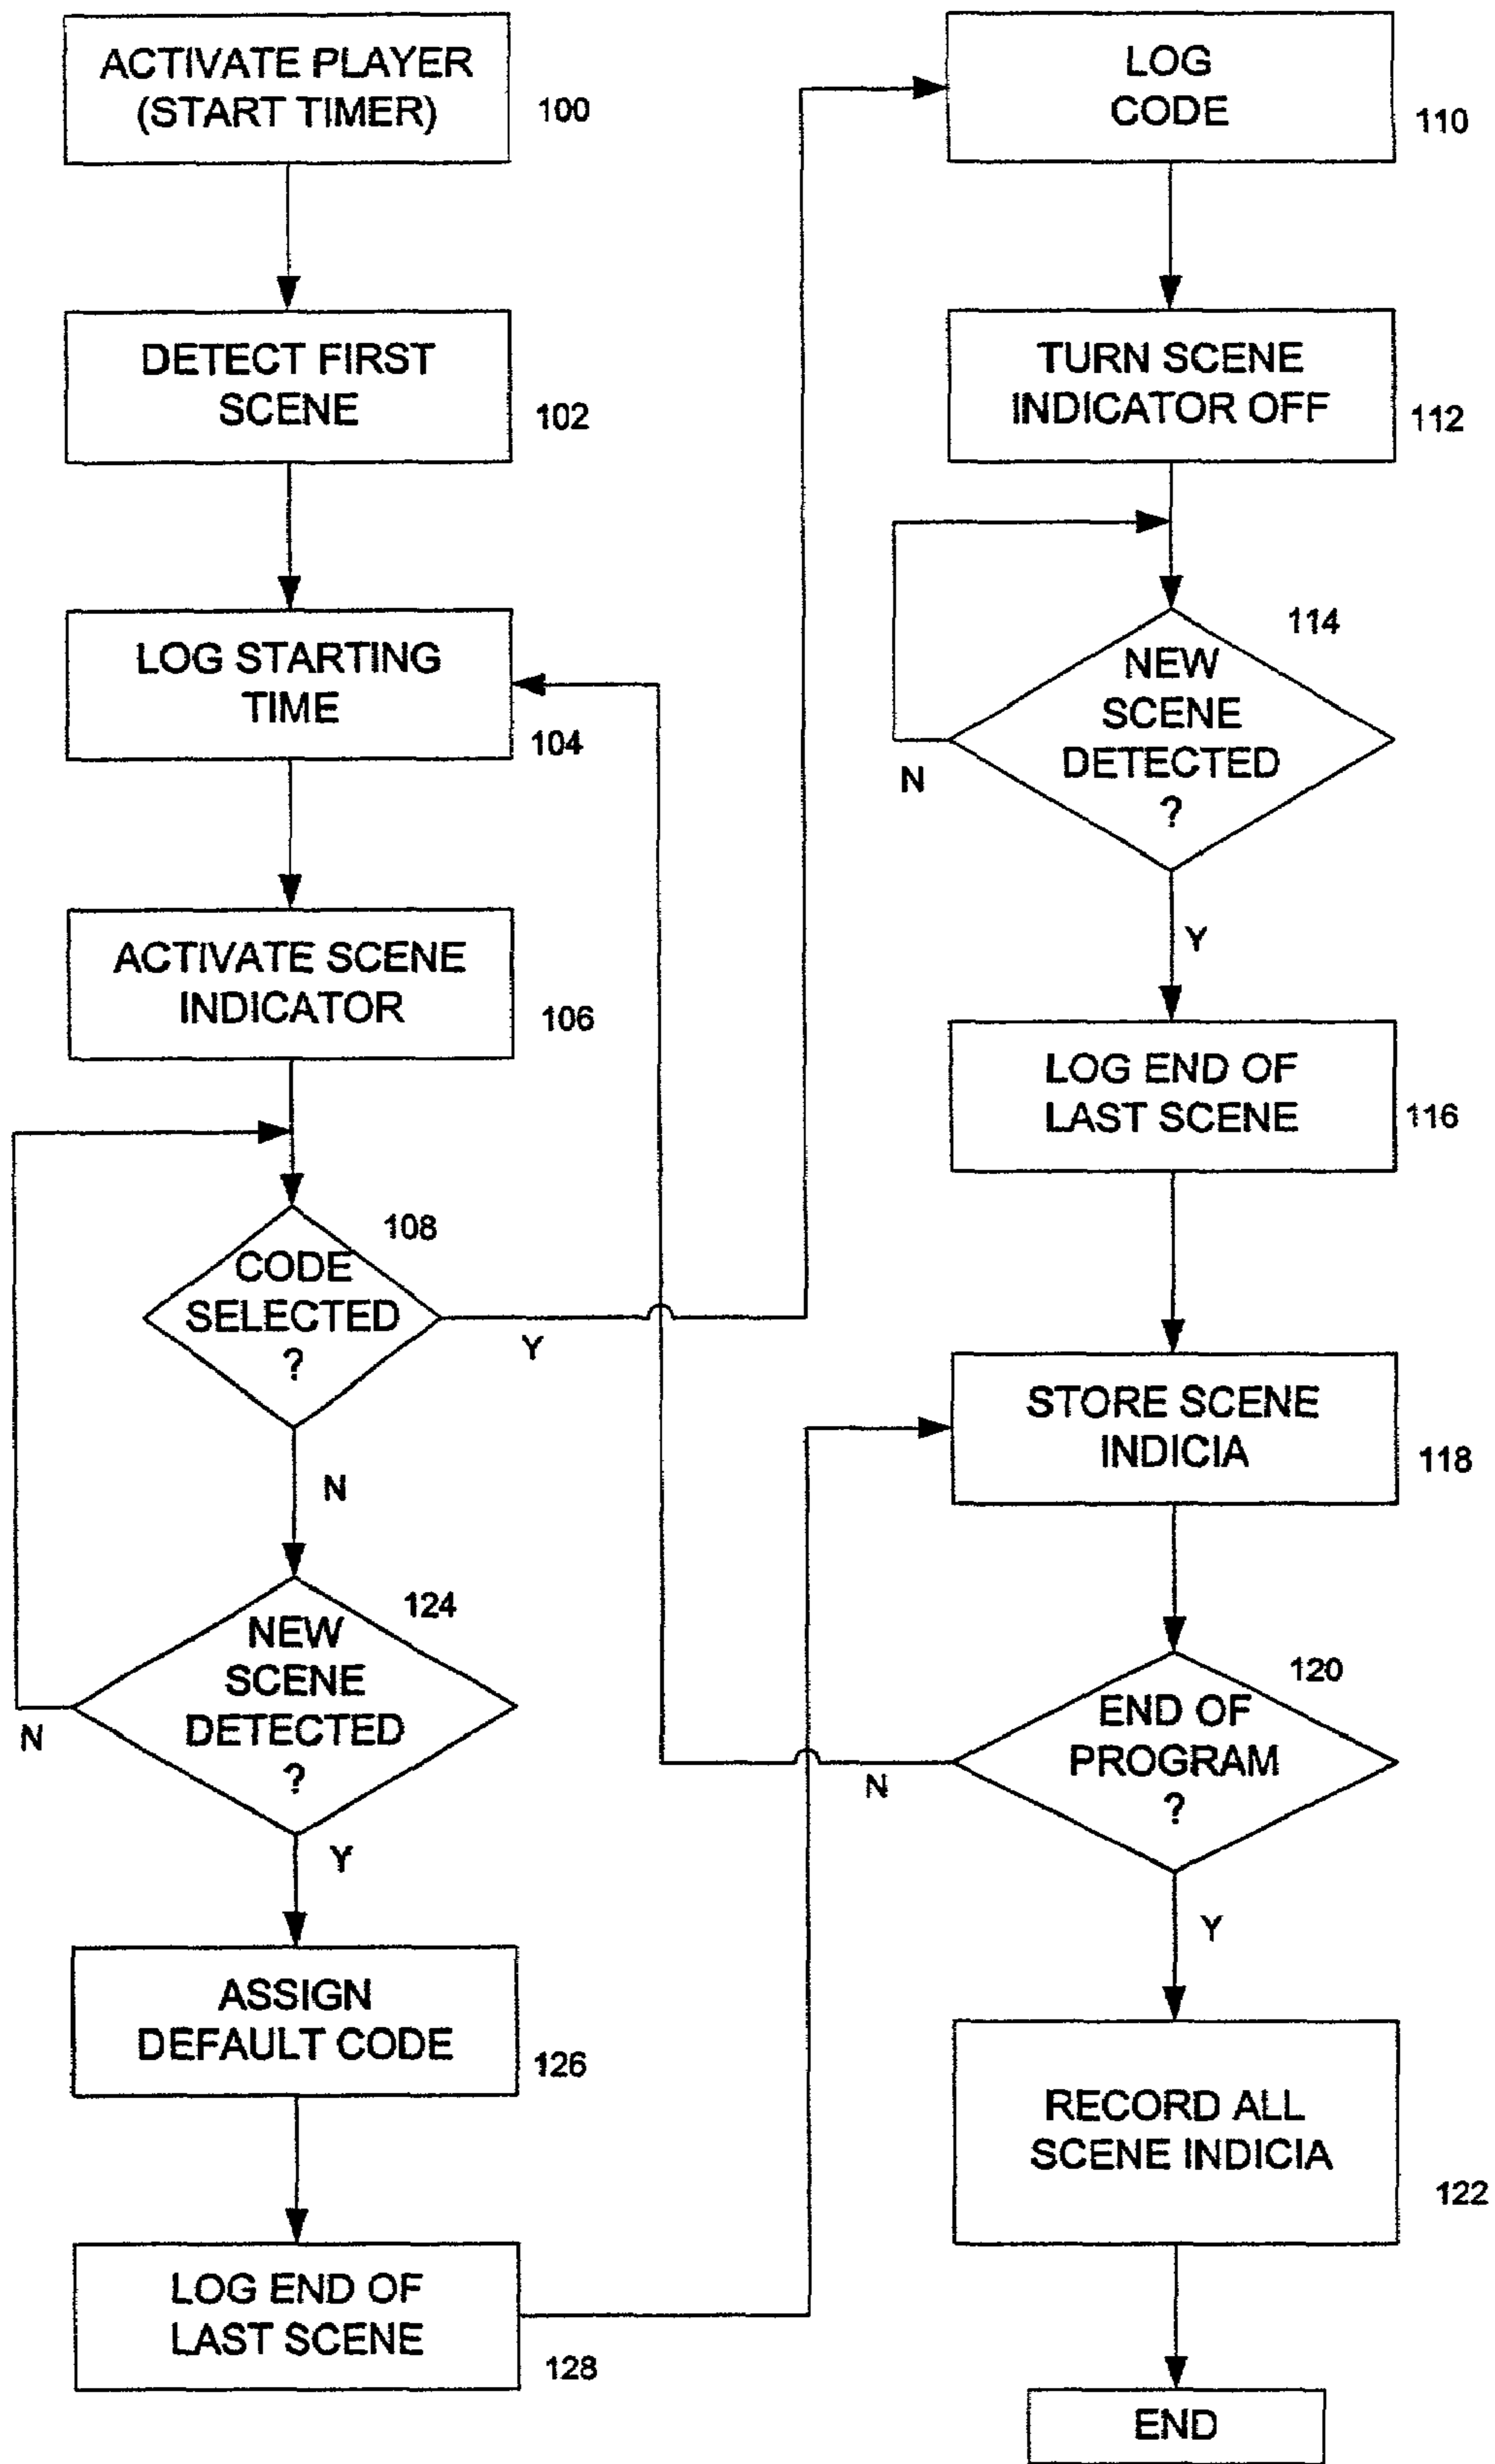 ACTIVATE PLAYER
(START TIMER)
100
DETECT FIRST
SCENE
102
LOG STARTING
TIME
104
ACTIVATE SCENE
INDICATOR
106
108
CODE
SELECTED
?
Y
N
124
NEW
SCENE
DETECTED
?
N
Y
ASSIGN
DEFAULT CODE
126
LOG END OF
LAST SCENE
128
LOG
CODE
110
TURN SCENE
INDICATOR OFF
112
114
NEW
SCENE
DETECTED
?
N
Y
LOG END OF
LAST SCENE
116
STORE SCENE
INDICIA
118
120
END OF
PROGRAM
?
N
Y
RECORD ALL
SCENE INDICIA
122
END